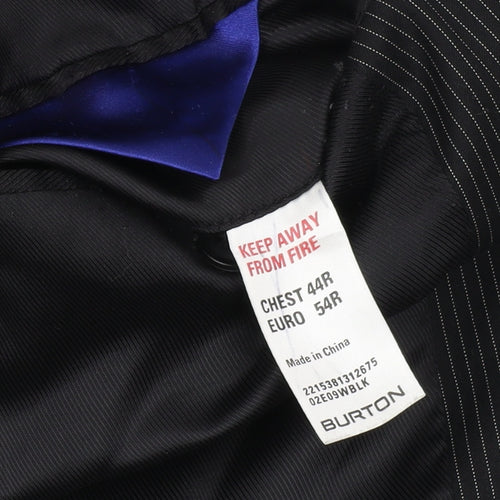 KEEP AWAY
FROM FIRE
CHEST 44R
EURO 54R
Made in China
2215381312675
02E09WBLK
BURTON